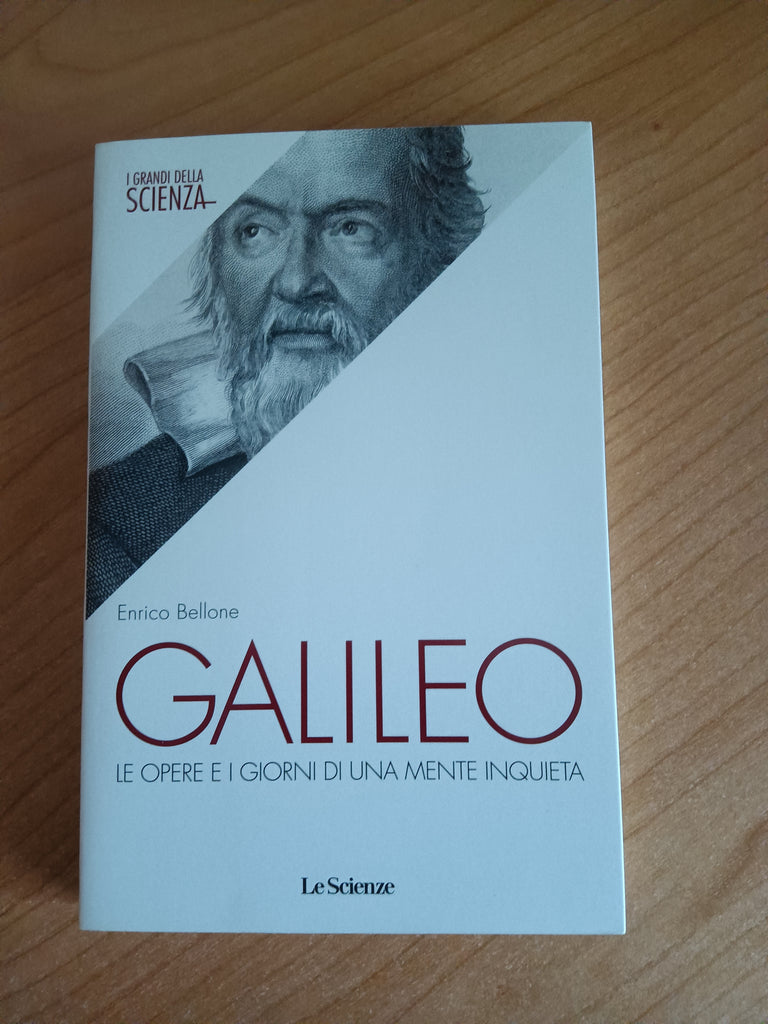 I GRANDI DELLA
SCIENZA
Enrico Bellone
GALILEO
LE OPERE E I GIORNI DI UNA MENTE INQUIETA
Le Scienze